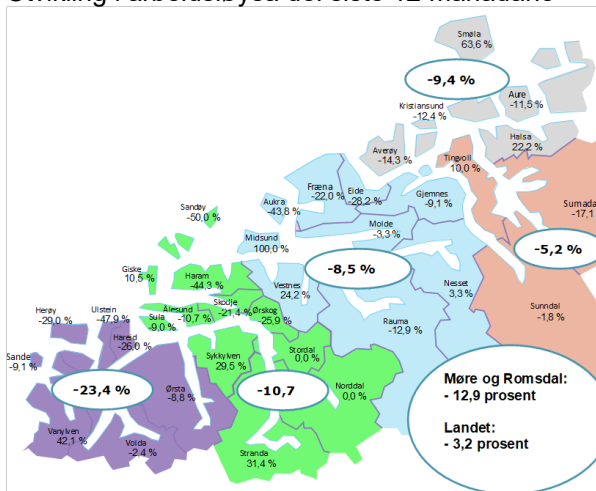 Smøla
63,6 %
-9,4 %
Aure
-11,5 %
Kristiansund
-12,4 %
Halsa
22,2 %
Averøy
-14,3 %
Tingvoll
10,0 %
Fræna
-22,0 %
Eide
-28,2 %
Gjemnes
-9,1 %
Surnadal
-17,1
Aukra
-43,8 %
Sandøy
-50,0 %
Molde
-3,3%
Midsund
100,0 %
-5,2 %
-8,5 %
Giske
10,5 %
Haram
-44,3 %
Vestnes
24,2 %
Nesset
3,3 %
Sunndal
-1,8 %
Rauma
-12,9 %
Herøy
-29,0 %
Ulstein
-47,9 %
Sula
-9,0 %
Ålesund
-10,7 %
Skodje
-21,4 %
Ørskog
-25,9 %
Hareid
-26,0 %
Sande
-9,1 %
Sykkylven
29,5 %
Stordal
0,0 %
Norddal
0,0 %
-23,4 %
Ørsta
-8,8 %
-10,7
Vanylven
42,1 %
Volda
-2,4 %
Stranda
31,4 %
Møre og Romsdal:
- 12,9 prosent
Landet:
- 3,2 prosent